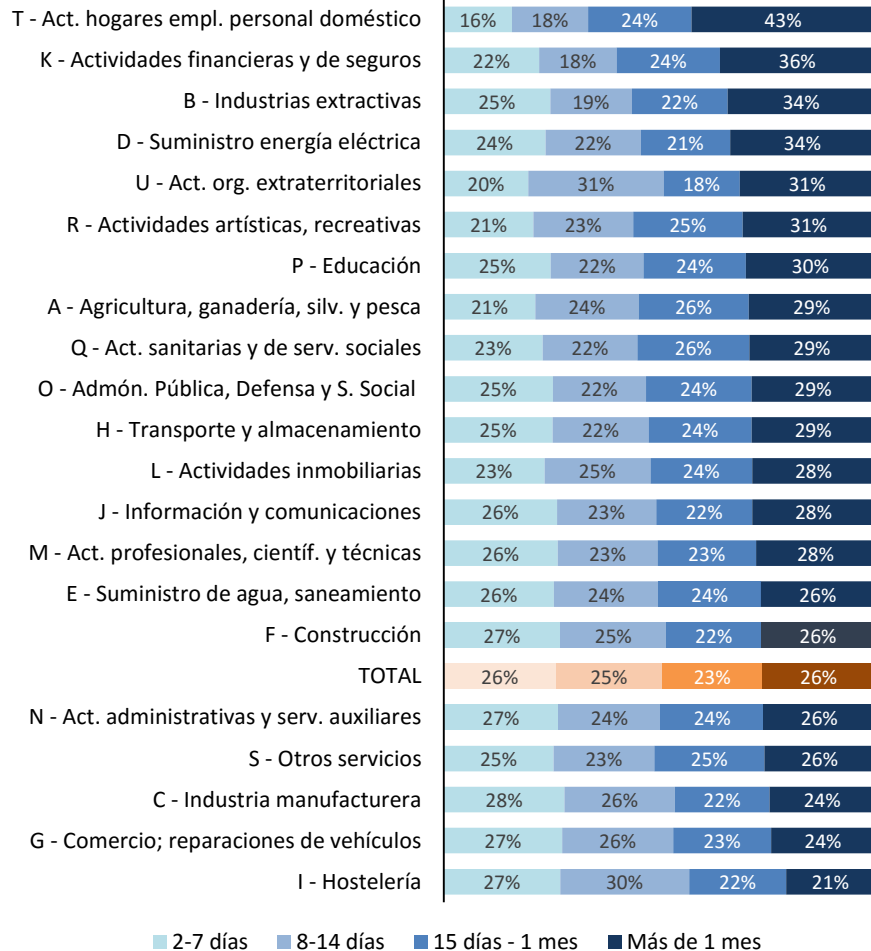 T - Act. hogares empl. personal doméstico 16% 18% 24% 43%
K - Actividades financieras y de seguros 22% 18% 24% 36%
B - Industrias extractivas 25% 19% 22% 34%
D - Suministro energía eléctrica 24% 22% 21% 34%
U - Act. org. extraterritoriales 20% 31% 18% 31%
R - Actividades artísticas, recreativas 21% 23% 25% 31%
P - Educación 25% 22% 24% 30%
A - Agricultura, ganadería, silv. y pesca 21% 24% 26% 29%
Q - Act. sanitarias y de serv. sociales 23% 22% 26% 29%
O - Admón. Pública, Defensa y S. Social 25% 22% 24% 29%
H - Transporte y almacenamiento 25% 22% 24% 29%
L - Actividades inmobiliarias 23% 25% 24% 28%
J - Información y comunicaciones 26% 23% 22% 28%
M - Act. profesionales, científ. y técnicas 26% 23% 23% 28%
E - Suministro de agua, saneamiento 26% 24% 24% 26%
F - Construcción 27% 25% 22% 26%
TOTAL 26% 25% 23% 26%
N - Act. administrativas y serv. auxiliares 27% 24% 24% 26%
S - Otros servicios 25% 23% 25% 26%
C - Industria manufacturera 28% 26% 22% 24%
G - Comercio; reparaciones de vehículos 27% 26% 23% 24%
I - Hostelería 27% 30% 22% 21%
2-7 días 8-14 días 15 días - 1 mes Más de 1 mes